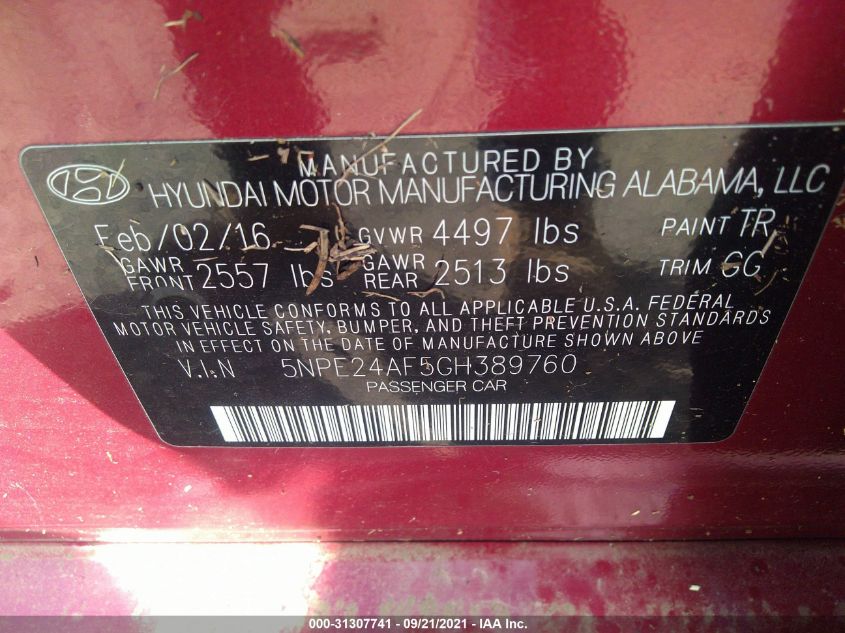 MANUFACTURED BY
HYUNDAI MOTOR MANUFACTURING ALABAMA, LLC
Feb/02/16 GVWR 4497 lbs PAINT TR
GAWR FRONT 2557 lbs GAWR REAR 2513 lbs TRIM GG
THIS VEHICLE CONFORMS TO ALL APPLICABLE U.S.A. FEDERAL
MOTOR VEHICLE SAFETY, BUMPER, AND THEFT PREVENTION STANDARDS
IN EFFECT ON THE DATE OF MANUFACTURE SHOWN ABOVE
V.I.N 5NPE24AF5GH389760
PASSENGER CAR
000-31307741 - 09/21/2021 - IAA Inc.